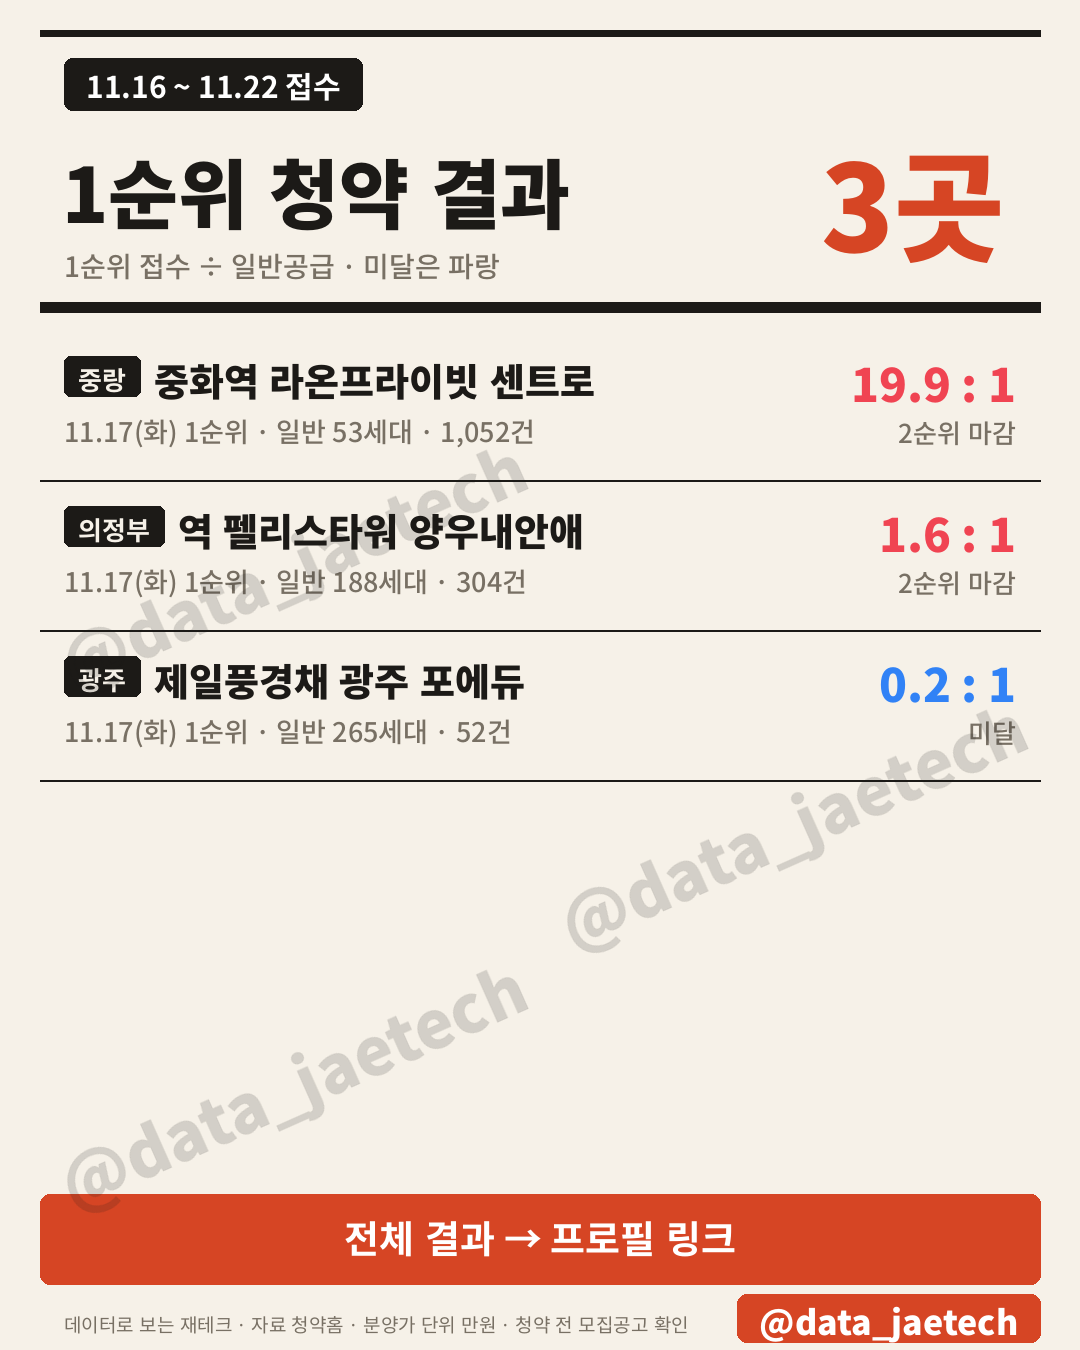 11.16 ~ 11.22 접수
1순위 청약 결과
3곳
1순위 접수 ÷ 일반공급 · 미달은 파랑
중랑 중화역 라온프라이빗 센트로
19.9 : 1
11.17(화) 1순위 · 일반 53세대 · 1,052건
2순위 마감
의정부 역 펠리스타워 양우내안애
1.6 : 1
11.17(화) 1순위 · 일반 188세대 · 304건
2순위 마감
@data_jaetech
광주 제일풍경채 광주 포에듀
0.2 : 1
11.17(화) 1순위 · 일반 265세대 · 52건
미달
@data_jaetech
@data_jaetech
전체 결과 → 프로필 링크
데이터로 보는 재테크 · 자료 청약홈 · 분양가 단위 만원 · 청약 전 모집공고 확인
@data_jaetech